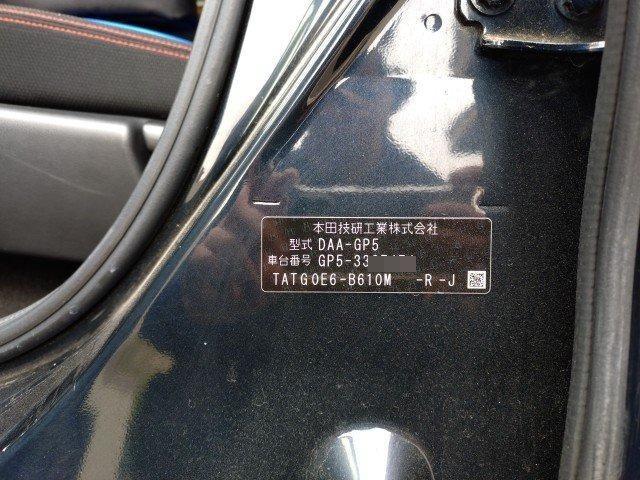 本田技研工業株式会社
型式 DAA-GP5
車台番号 GP5-33
TATG0E6-B610M -R -J